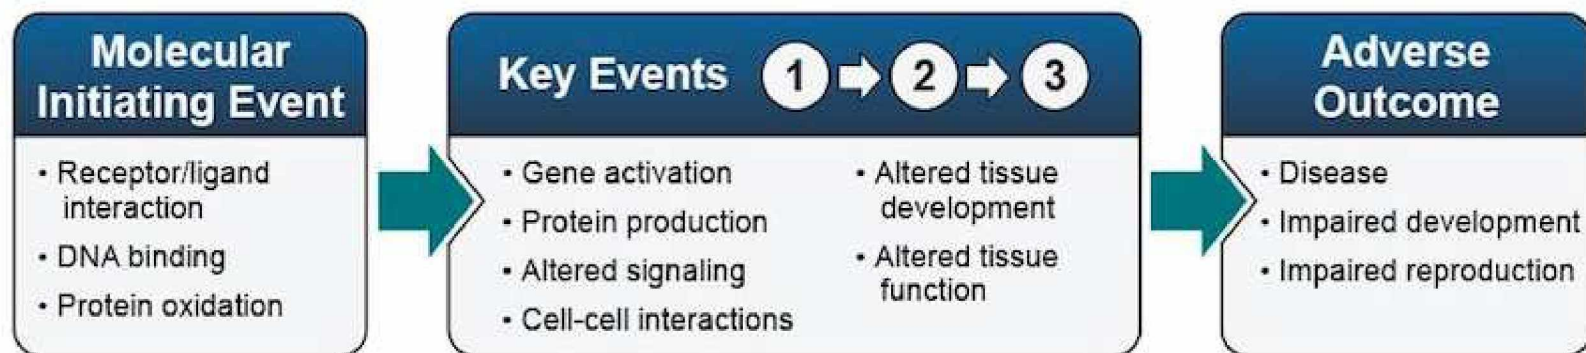 Molecular
Initiating Event
• Receptor/ligand
interaction
• DNA binding
• Protein oxidation
Key Events 1 2 3
• Gene activation
• Protein production
• Altered signaling
• Cell-cell interactions
• Altered tissue
development
• Altered tissue
function
Adverse
Outcome
• Disease
• Impaired development
• Impaired reproduction